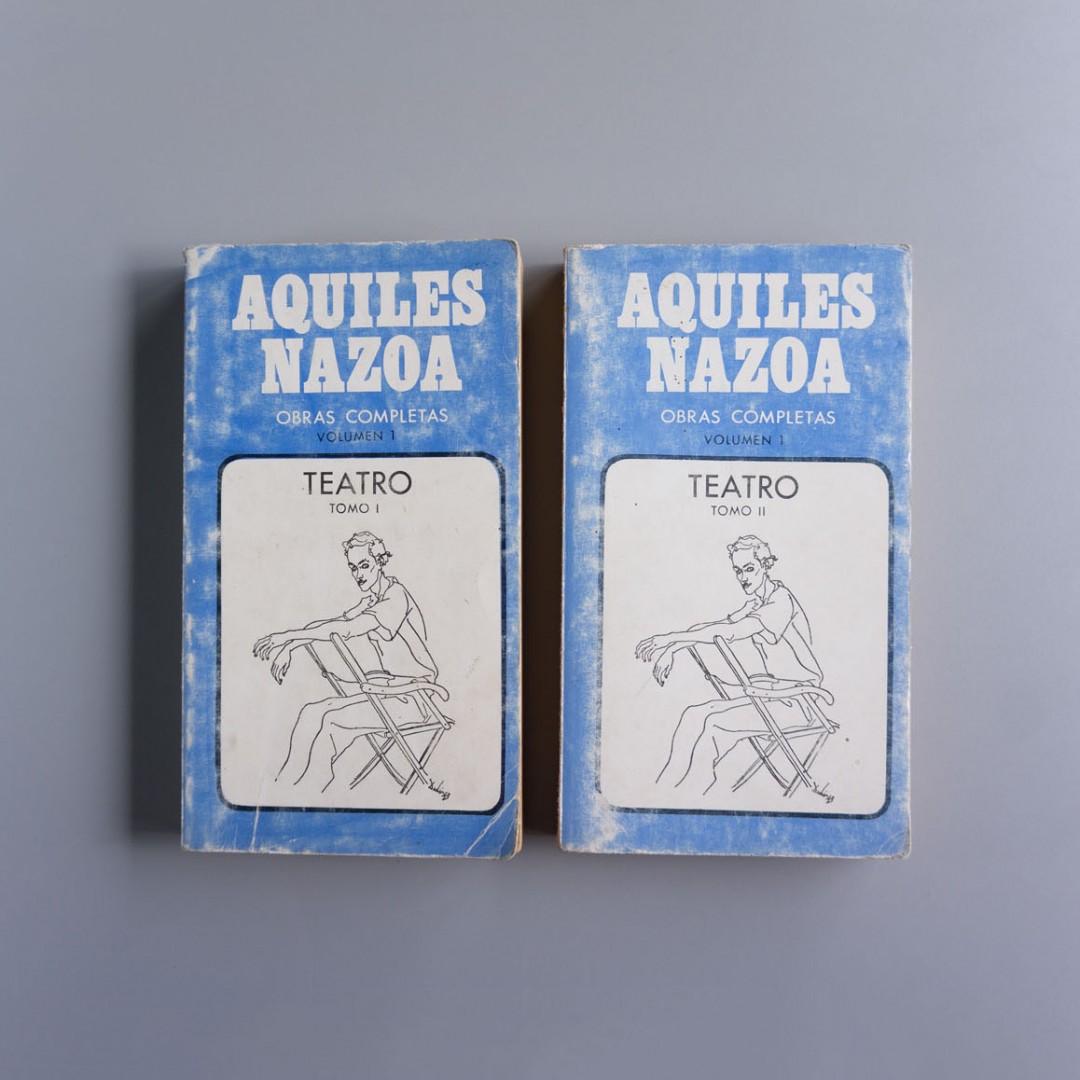 AQUILES
NAZOA
OBRAS COMPLETAS
VOLUMEN 1
TEATRO
TOMO I
AQUILES
NAZOA
OBRAS COMPLETAS
VOLUMEN 1
TEATRO
TOMO II